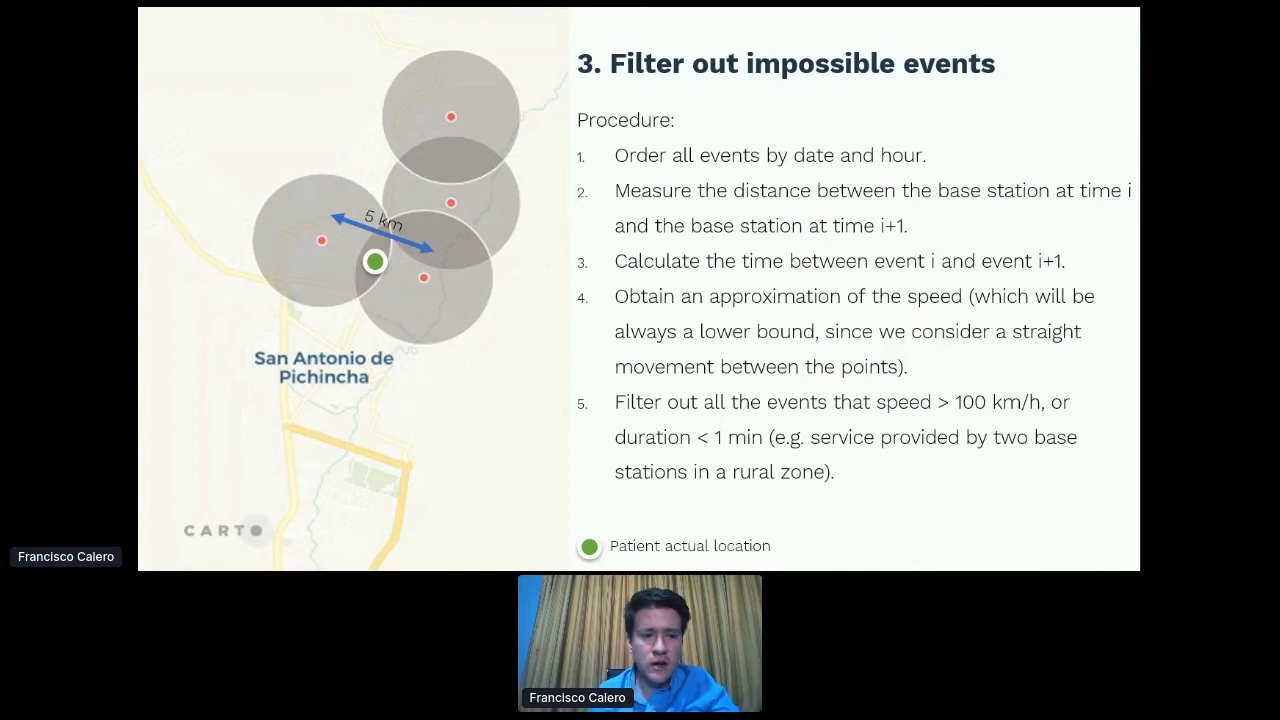 3. Filter out impossible events
Procedure:
1. Order all events by date and hour.
2. Measure the distance between the base station at time i
and the base station at time i+1.
3. Calculate the time between event i and event i+1.
4. Obtain an approximation of the speed (which will be
always a lower bound, since we consider a straight
movement between the points).
5. Filter out all the events that speed > 100 km/h, or
duration < 1 min (e.g. service provided by two base
stations in a rural zone).
Patient actual location
5 km
San Antonio de
Pichincha
CARTO
Francisco Calero
Francisco Calero